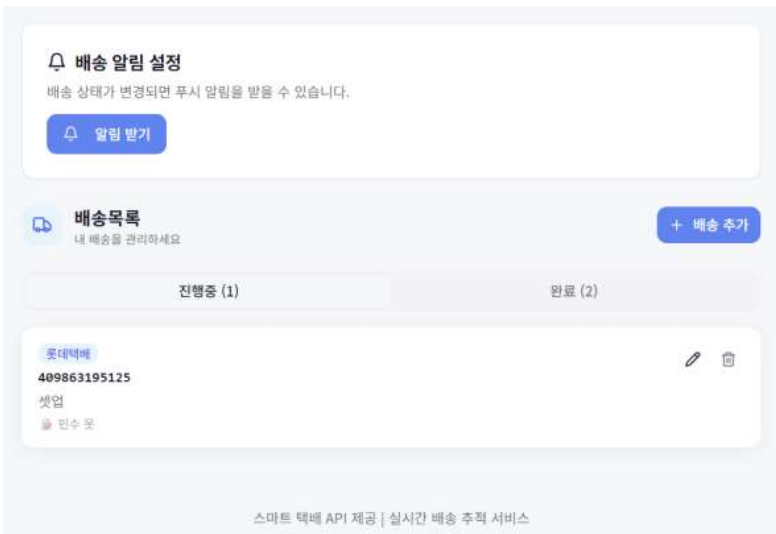 배송 알림 설정
배송 상태가 변경되면 푸시 알림을 받을 수 있습니다.
알림 받기
배송목록
내 배송을 관리하세요
+ 배송 추가
진행중 (1)
완료 (2)
롯데택배
409863195125
셋업
민수 옷
스마트 택배 API 제공 | 실시간 배송 추적 서비스